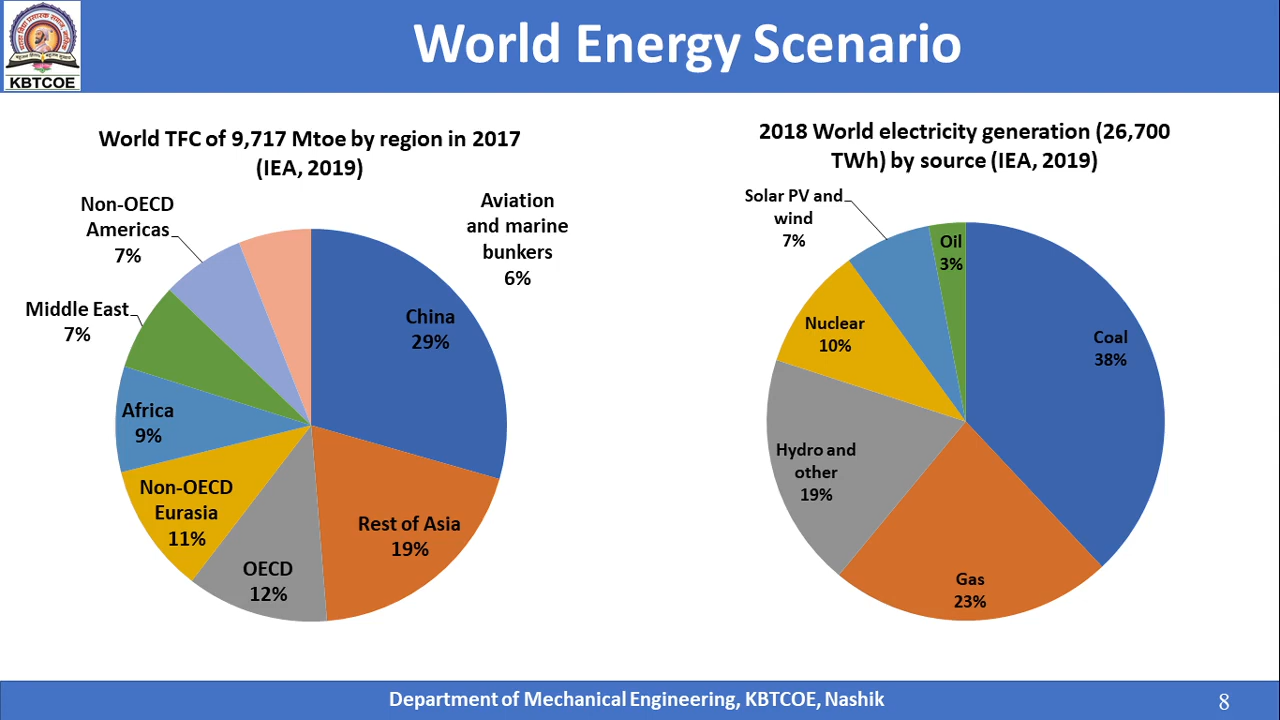 KBTCOE
World Energy Scenario
World TFC of 9,717 Mtoe by region in 2017
(IEA, 2019)
Non-OECD
Americas
7%
Aviation
and marine
bunkers
6%
Middle East
7%
China
29%
Africa
9%
Non-OECD
Eurasia
11%
Rest of Asia
19%
OECD
12%
2018 World electricity generation (26,700
TWh) by source (IEA, 2019)
Solar PV and
wind
7%
Oil
3%
Nuclear
10%
Coal
38%
Hydro and
other
19%
Gas
23%
Department of Mechanical Engineering, KBTCOE, Nashik
8